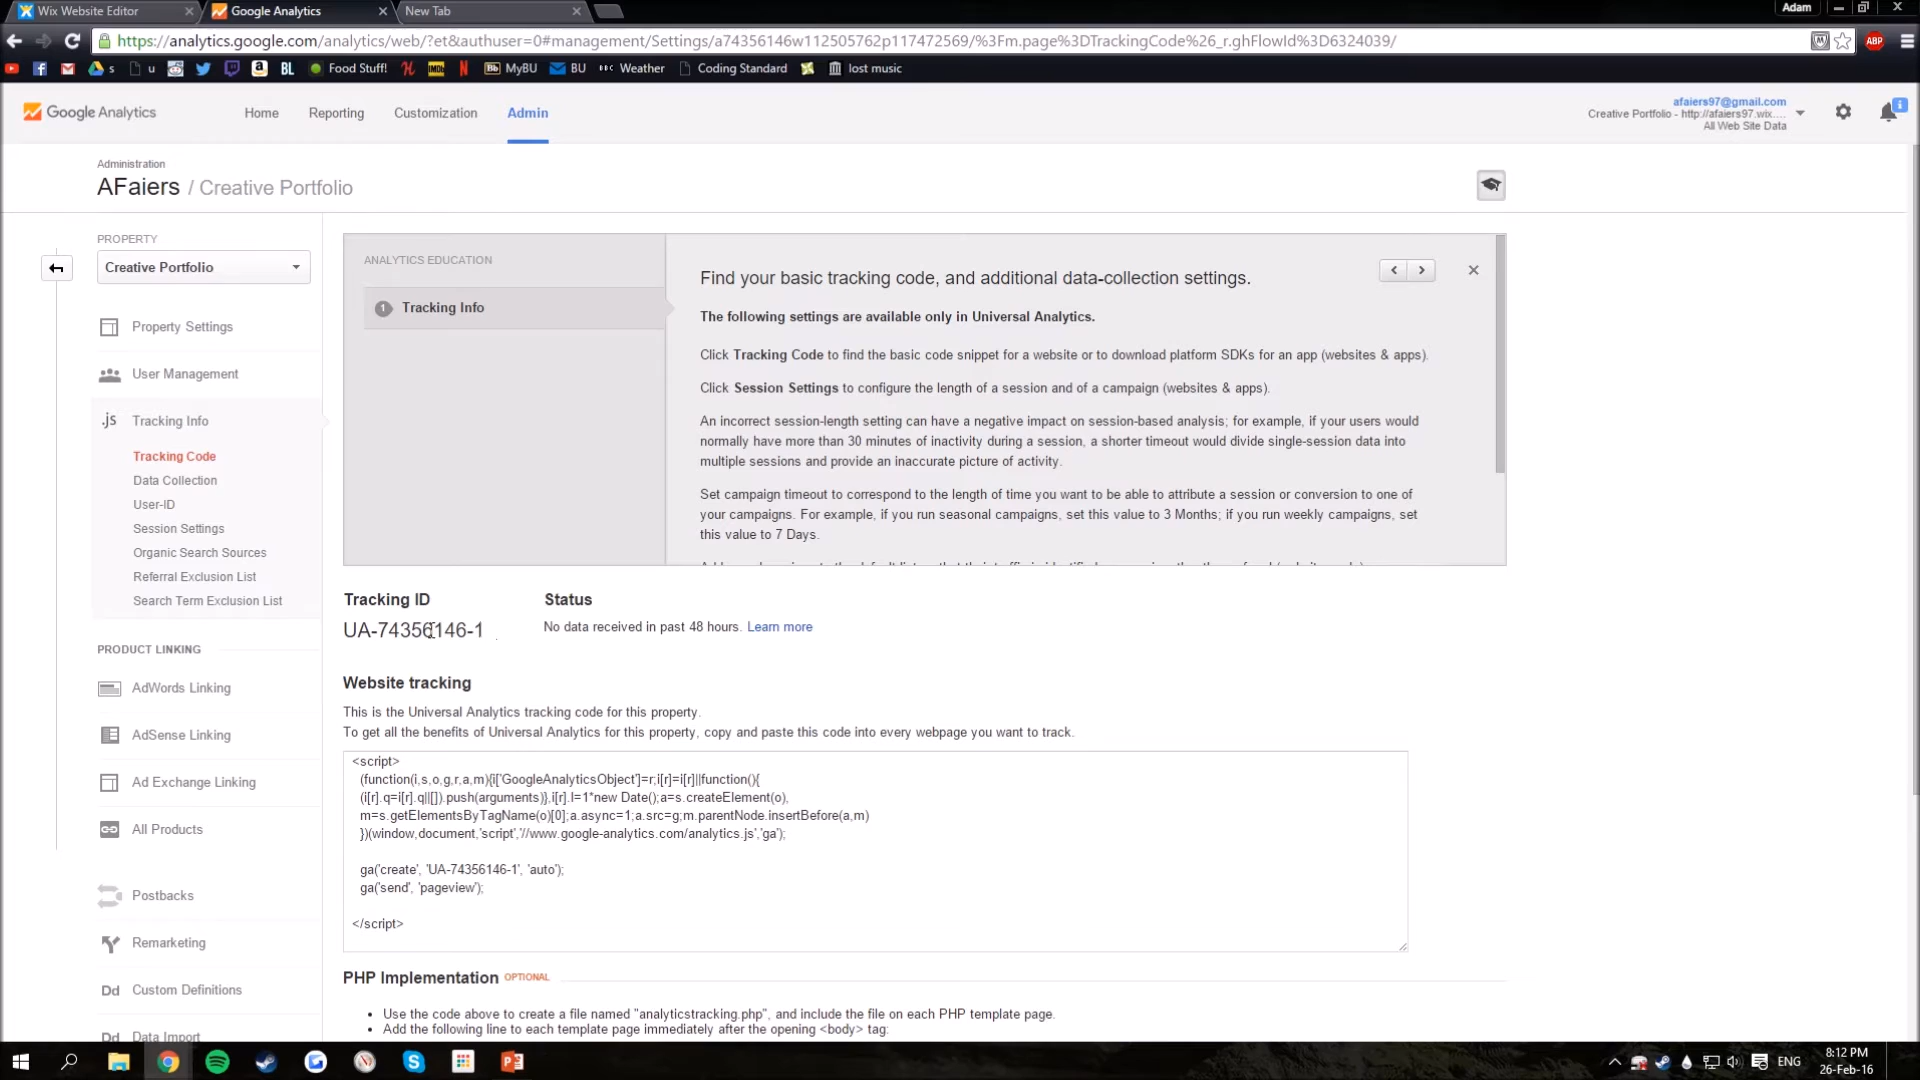 Wix Website Editor
Google Analytics
New Tab
Adam
https://analytics.google.com/analytics/web/?et&authuser=0#management/Settings/a74356146w112505762p117472569/%3Fm.page%3DTrackingCode%26_r.ghFlowId%3D6324039/
ABP
s
u
BL
Food Stuff!
IMDb
Bb MyBU
BU
BBC Weather
Coding Standard
lost music
Google Analytics
Home
Reporting
Customization
Admin
afaiers97@gmail.com
Creative Portfolio - http://afaiers97.wix....
All Web Site Data
Administration
AFaiers / Creative Portfolio
PROPERTY
Creative Portfolio
Property Settings
User Management
.js Tracking Info
Tracking Code
Data Collection
User-ID
Session Settings
Organic Search Sources
Referral Exclusion List
Search Term Exclusion List
PRODUCT LINKING
AdWords Linking
AdSense Linking
Ad Exchange Linking
All Products
Postbacks
Remarketing
Dd Custom Definitions
Dd Data Import
ANALYTICS EDUCATION
1 Tracking Info
Find your basic tracking code, and additional data-collection settings.
The following settings are available only in Universal Analytics.
Click Tracking Code to find the basic code snippet for a website or to download platform SDKs for an app (websites & apps).
Click Session Settings to configure the length of a session and of a campaign (websites & apps).
An incorrect session-length setting can have a negative impact on session-based analysis; for example, if your users would
normally have more than 30 minutes of inactivity during a session, a shorter timeout would divide single-session data into
multiple sessions and provide an inaccurate picture of activity.
Set campaign timeout to correspond to the length of time you want to be able to attribute a session or conversion to one of
your campaigns. For example, if you run seasonal campaigns, set this value to 3 Months; if you run weekly campaigns, set
this value to 7 Days.
Tracking ID
UA-74356146-1
Status
No data received in past 48 hours. Learn more
Website tracking
This is the Universal Analytics tracking code for this property.
To get all the benefits of Universal Analytics for this property, copy and paste this code into every webpage you want to track.
<script>
(function(i,s,o,g,r,a,m){i['GoogleAnalyticsObject']=r;i[r]=i[r]||function(){
(i[r].q=i[r].q||[]).push(arguments)},i[r].l=1*new Date();a=s.createElement(o),
m=s.getElementsByTagName(o)[0];a.async=1;a.src=g;m.parentNode.insertBefore(a,m)
})(window,document,'script','//www.google-analytics.com/analytics.js','ga');
ga('create', 'UA-74356146-1', 'auto');
ga('send', 'pageview');
</script>
PHP Implementation OPTIONAL
• Use the code above to create a file named "analyticstracking.php", and include the file on each PHP template page.
• Add the following line to each template page immediately after the opening <body> tag:
ENG
8:12 PM
26-Feb-16